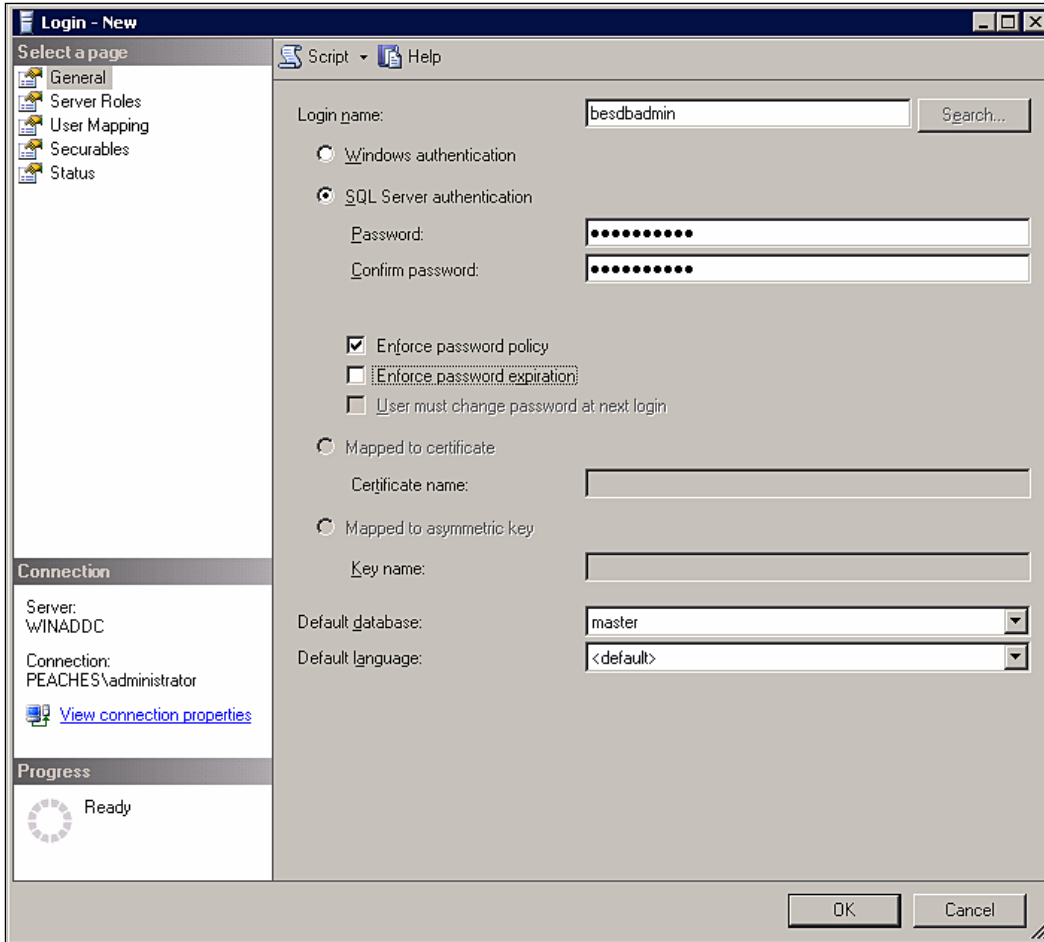 Login - New
Select a page
General
Server Roles
User Mapping
Securables
Status
Connection
Server:
WINADDC
Connection:
PEACHES\administrator
View connection properties
Progress
Ready
Script
Help
Login name:
besdbadmin
Search...
Windows authentication
SQL Server authentication
Password:
●●●●●●●●●●
Confirm password:
●●●●●●●●●●
Enforce password policy
Enforce password expiration
User must change password at next login
Mapped to certificate
Certificate name:
Mapped to asymmetric key
Key name:
Default database:
master
Default language:
<default>
OK
Cancel